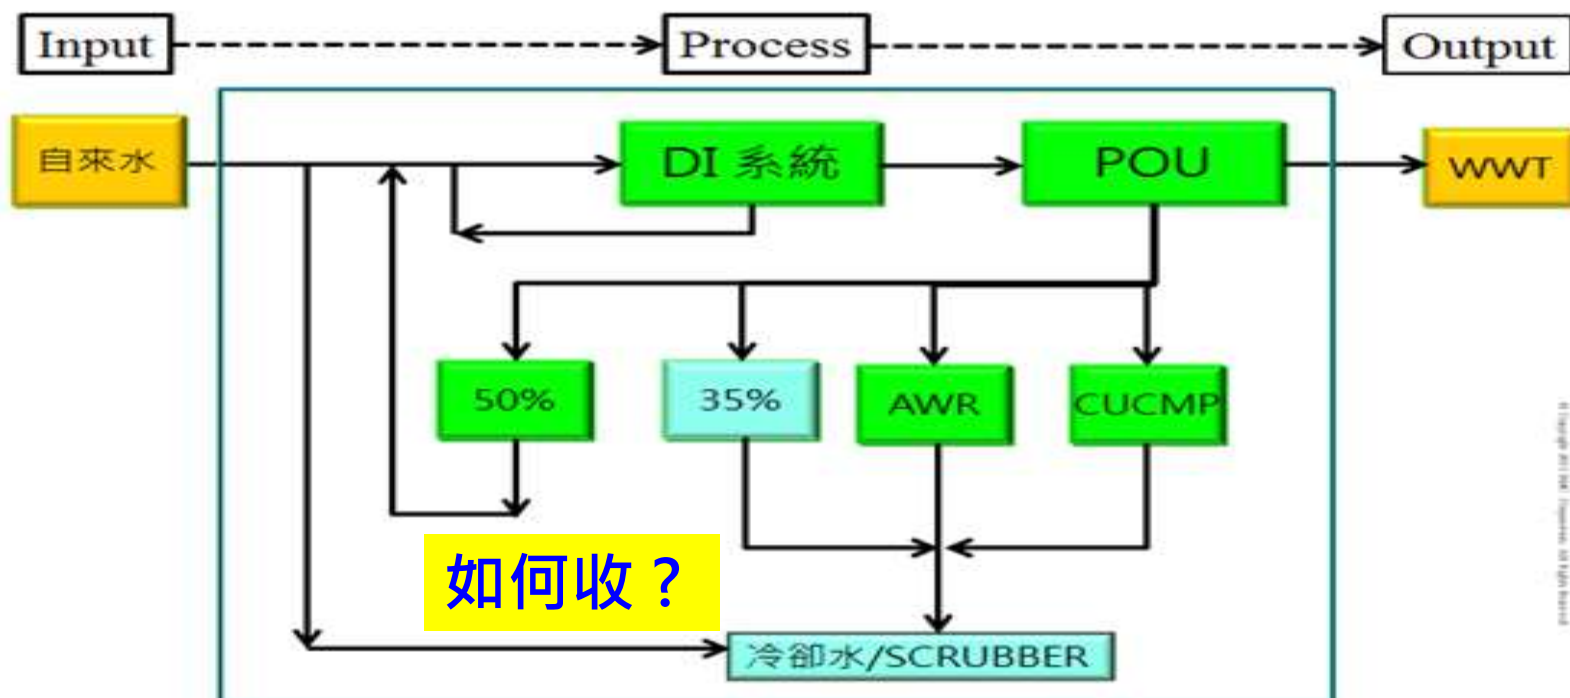 Input
Process
Output
自來水
DI 系統
POU
WWT
50%
35%
AWR
CUCMP
如何收？
冷卻水/SCRUBBER